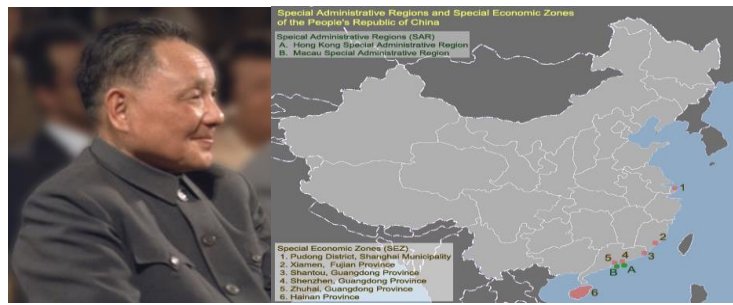 Special Administrative Regions and Special Economic Zones
of the People's Republic of China
Speical Administrative Regions (SAR)
A. Hong Kong Special Administrative Region
B. Macau Special Administrative Region
1
2
3
4
5
A
B
6
Special Economic Zones (SEZ)
1. Pudong District, Shanghai Municipality
2. Xiamen, Fujian Province
3. Shantou, Guangdong Province
4. Shenzhen, Guangdong Province
5. Zhuhai, Guangdong Province
6. Hainan Province